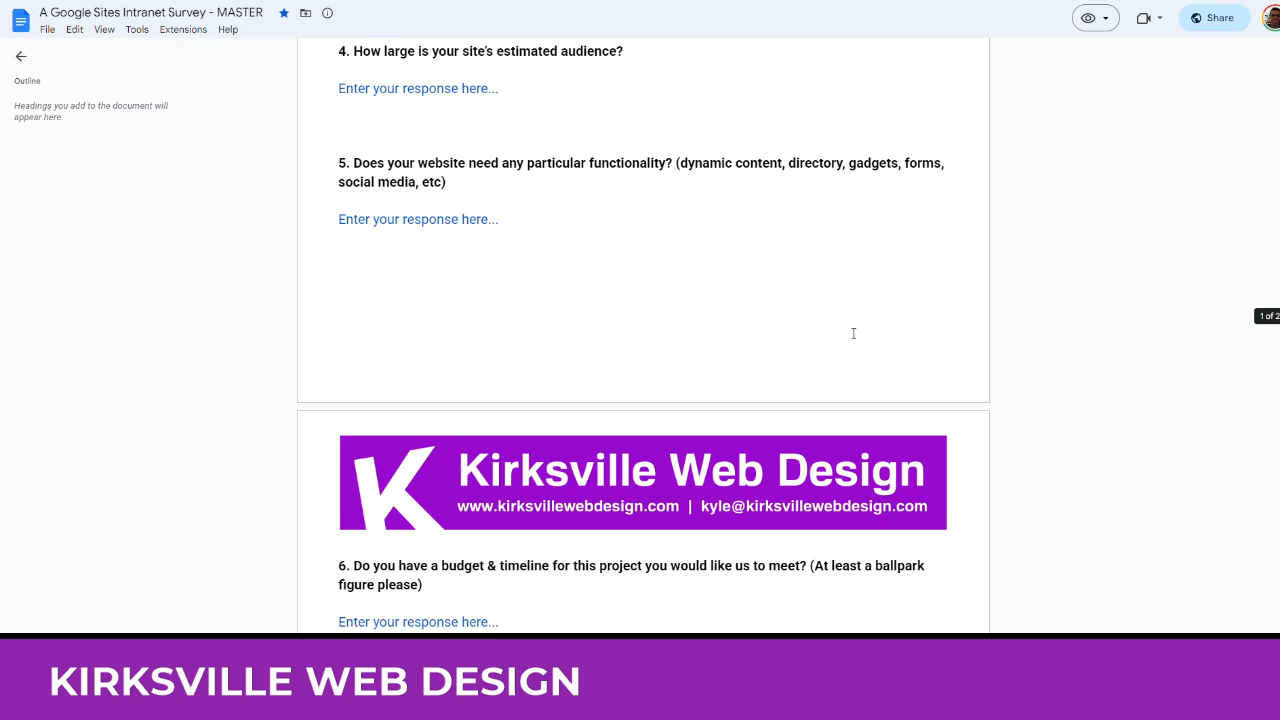 A Google Sites Intranet Survey - MASTER
File Edit View Tools Extensions Help
Share
Outline
Headings you add to the document will
appear here.
4. How large is your site's estimated audience?
Enter your response here...
5. Does your website need any particular functionality? (dynamic content, directory, gadgets, forms,
social media, etc)
Enter your response here...
1 of 2
K Kirksville Web Design
www.kirksvillewebdesign.com | kyle@kirksvillewebdesign.com
6. Do you have a budget & timeline for this project you would like us to meet? (At least a ballpark
figure please)
Enter your response here...
KIRKSVILLE WEB DESIGN